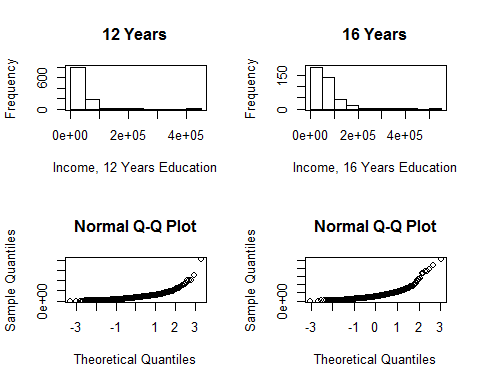 12 Years
Frequency
0 600
0e+00 2e+05 4e+05
Income, 12 Years Education
16 Years
Frequency
0 150
0e+00 2e+05 4e+05
Income, 16 Years Education
Normal Q-Q Plot
Sample Quantiles
0e+00
-3 -1 1 2 3
Theoretical Quantiles
Normal Q-Q Plot
Sample Quantiles
0e+00
-3 -1 0 1 2 3
Theoretical Quantiles